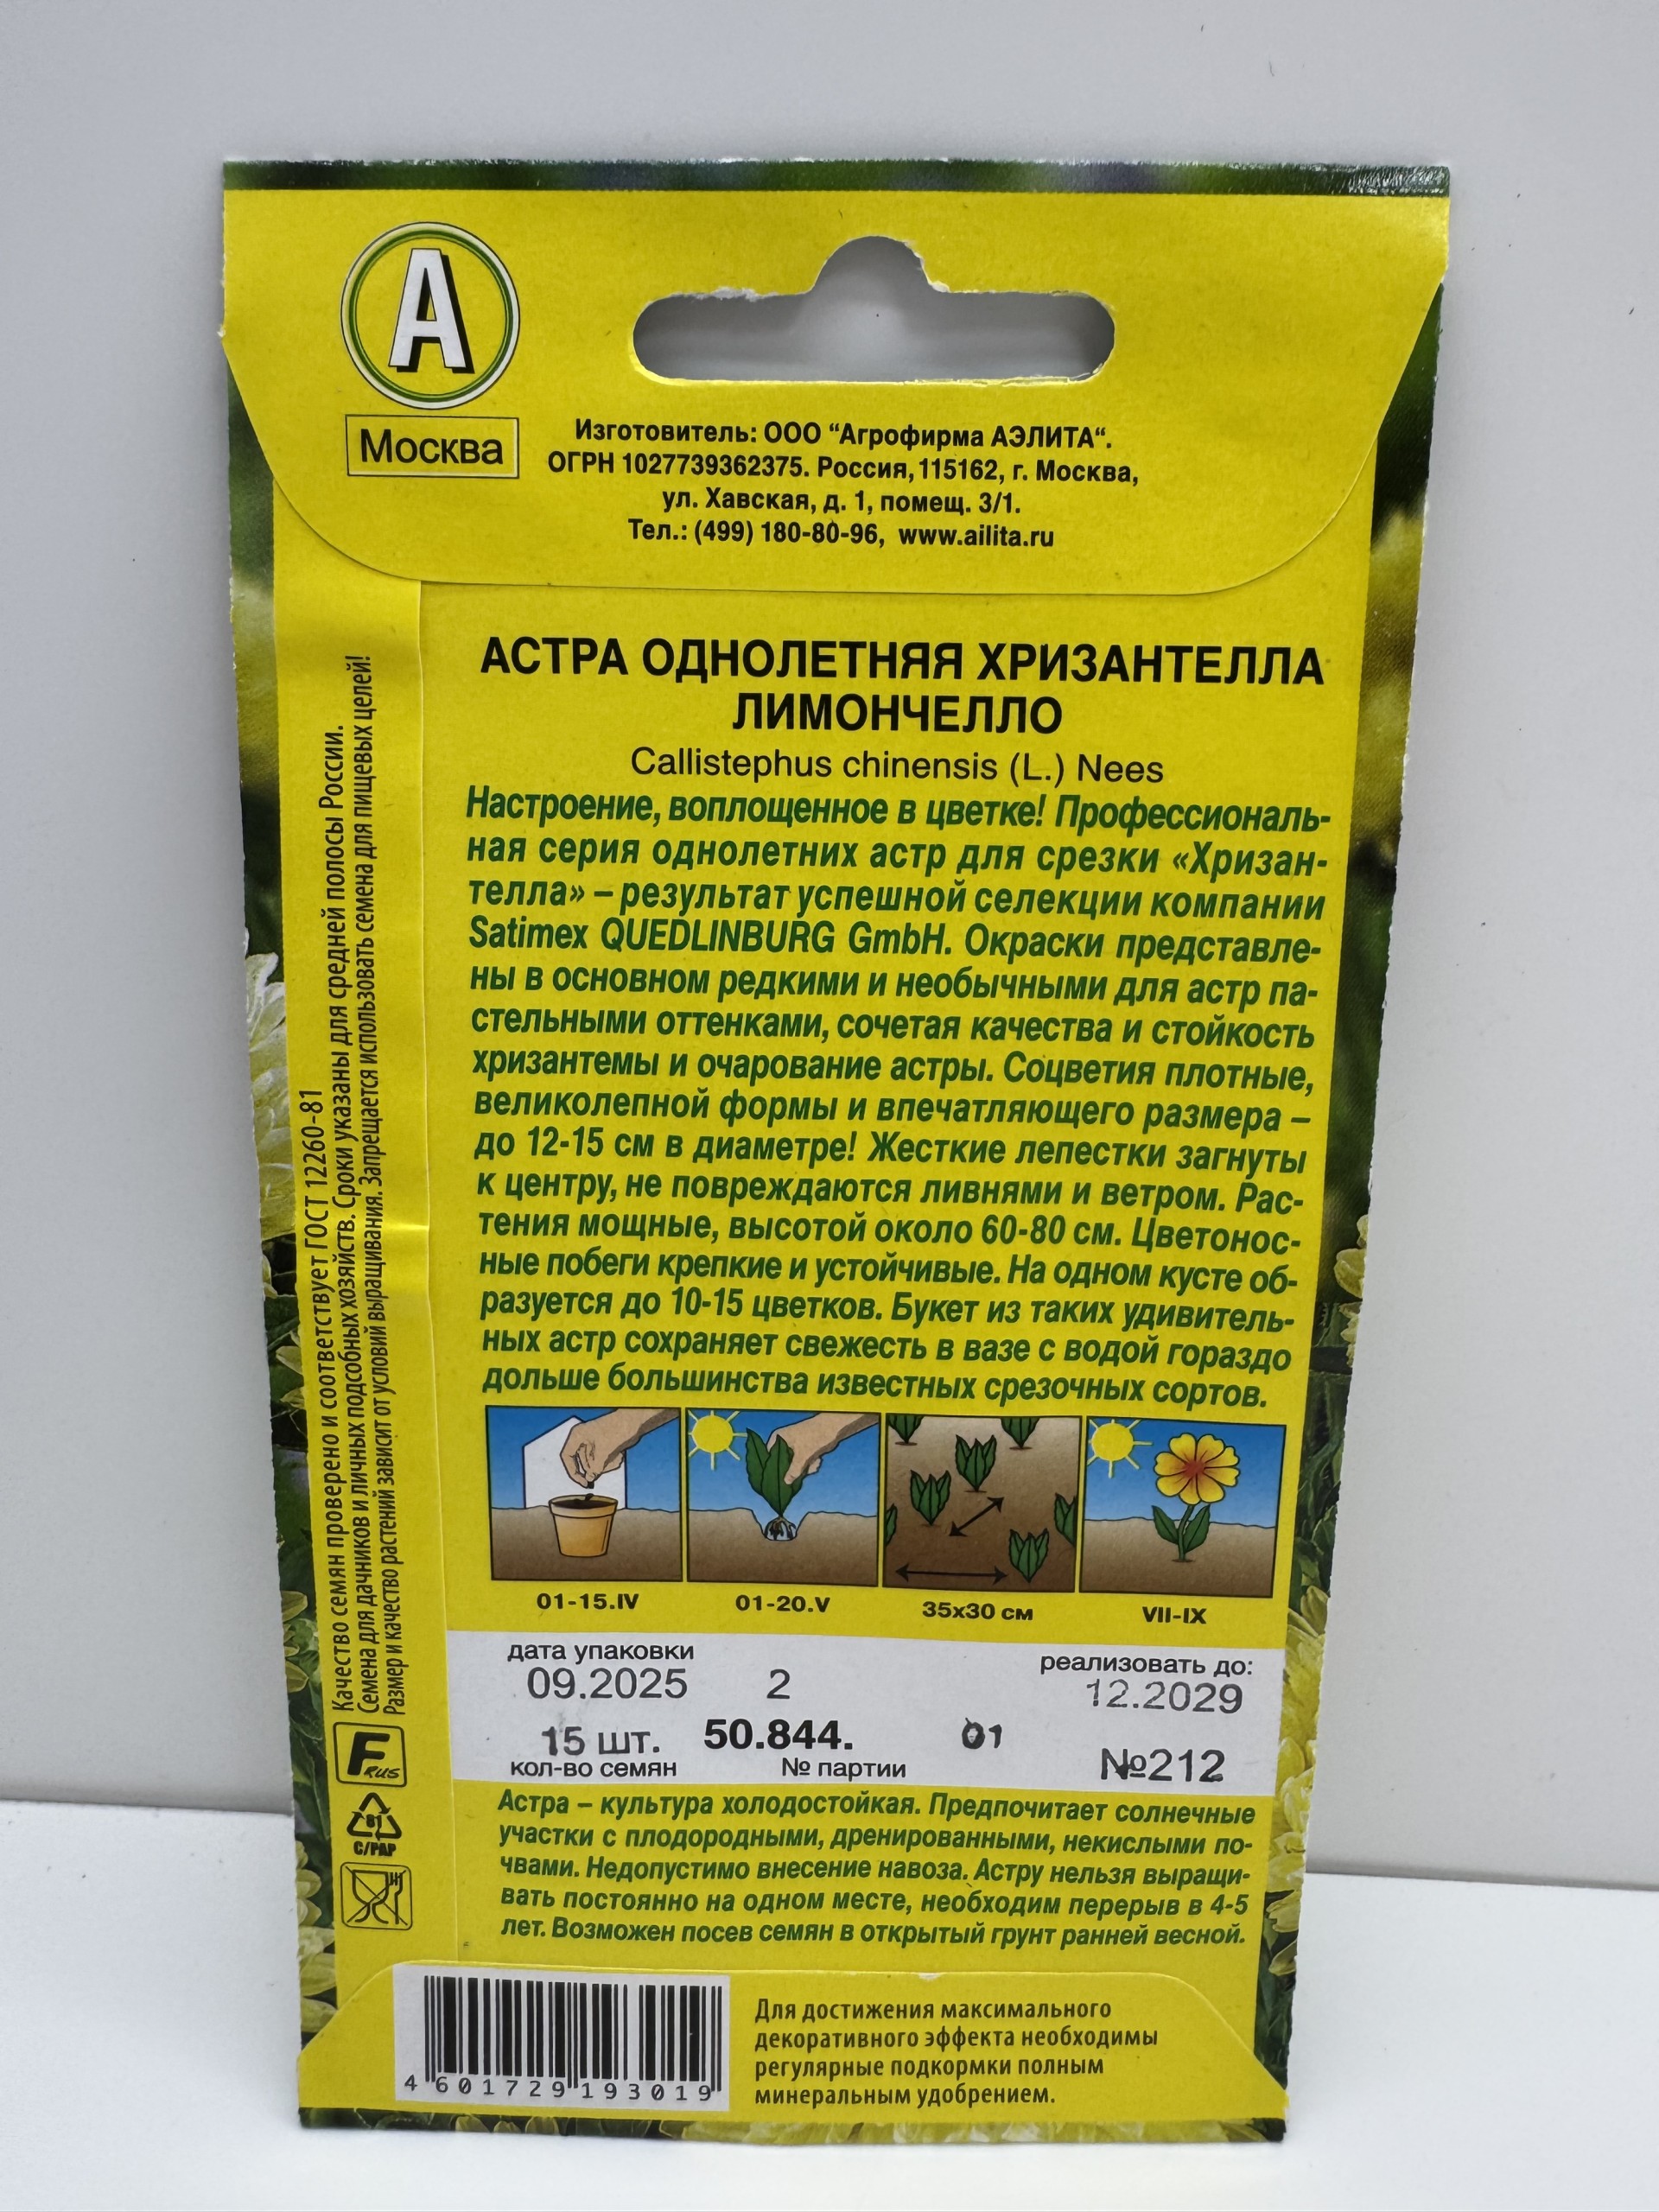 А
Москва
Изготовитель: ООО “Агрофирма АЭЛИТА“.
ОГРН 1027739362375. Россия, 115162, г. Москва,
ул. Хавская, д. 1, помещ. 3/1.
Тел.: (499) 180-80-96, www.ailita.ru
АСТРА ОДНОЛЕТНЯЯ ХРИЗАНТЕЛЛА
ЛИМОНЧЕЛЛО
Callistephus chinensis (L.) Nees
Настроение, воплощенное в цветке! Профессиональ-
ная серия однолетних астр для срезки «Хризан-
телла» – результат успешной селекции компании
Satimex QUEDLINBURG GmbH. Окраски представле-
ны в основном редкими и необычными для астр па-
стельными оттенками, сочетая качества и стойкость
хризантемы и очарование астры. Соцветия плотные,
великолепной формы и впечатляющего размера –
до 12-15 см в диаметре! Жесткие лепестки загнуты
к центру, не повреждаются ливнями и ветром. Рас-
тения мощные, высотой около 60-80 см. Цветонос-
ные побеги крепкие и устойчивые. На одном кусте об-
разуется до 10-15 цветков. Букет из таких удивитель-
ных астр сохраняет свежесть в вазе с водой гораздо
дольше большинства известных срезочных сортов.
01-15.IV 01-20.V 35х30 см VII-IX
дата упаковки реализовать до:
09.2025 2 12.2029
15 шт. 50.844. 01 №212
кол-во семян № партии
Астра – культура холодостойкая. Предпочитает солнечные
участки с плодородными, дренированными, некислыми по-
чвами. Недопустимо внесение навоза. Астру нельзя выращи-
вать постоянно на одном месте, необходим перерыв в 4-5
лет. Возможен посев семян в открытый грунт ранней весной.
Качество семян проверено и соответствует ГОСТ 12260-81
Семена для дачников и личных подсобных хозяйств. Сроки указаны для средней полосы России.
Размер и качество растений зависит от условий выращивания. Запрещается использовать семена для пищевых целей!
F RUS
81
C/PAP
4 601729 193019
Для достижения максимального
декоративного эффекта необходимы
регулярные подкормки полным
минеральным удобрением.